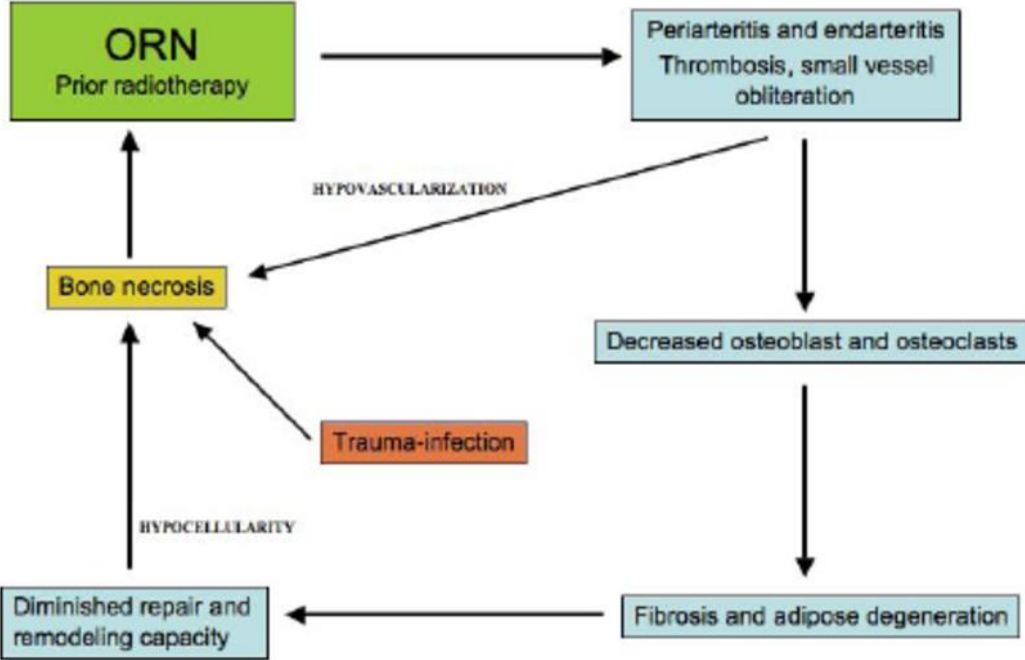 ORN
Prior radiotherapy
Periarteritis and endarteritis
Thrombosis, small vessel
obliteration
HYPOVASCULARIZATION
Bone necrosis
Decreased osteoblast and osteoclasts
Trauma-infection
HYPOCELLULARITY
Diminished repair and
remodeling capacity
Fibrosis and adipose degeneration